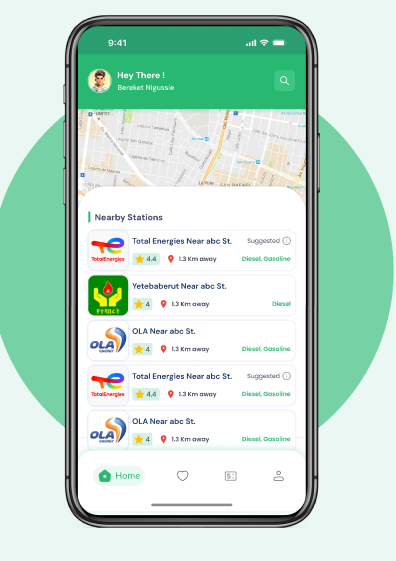 9:41
Hey There !
Bereket Nigussie
Nearby Stations
TotalEnergies
Total Energies Near abc St.
Suggested
4.4
1.3 Km away
Diesel, Gasoline
Yetebaberut Near abc St.
4
1.3 Km away
Diesel
OLA ENERGY
OLA Near abc St.
4
1.3 Km away
Diesel, Gasoline
TotalEnergies
Total Energies Near abc St.
Suggested
4.4
1.3 Km away
Diesel, Gasoline
OLA ENERGY
OLA Near abc St.
4
1.3 Km away
Diesel, Gasoline
Home